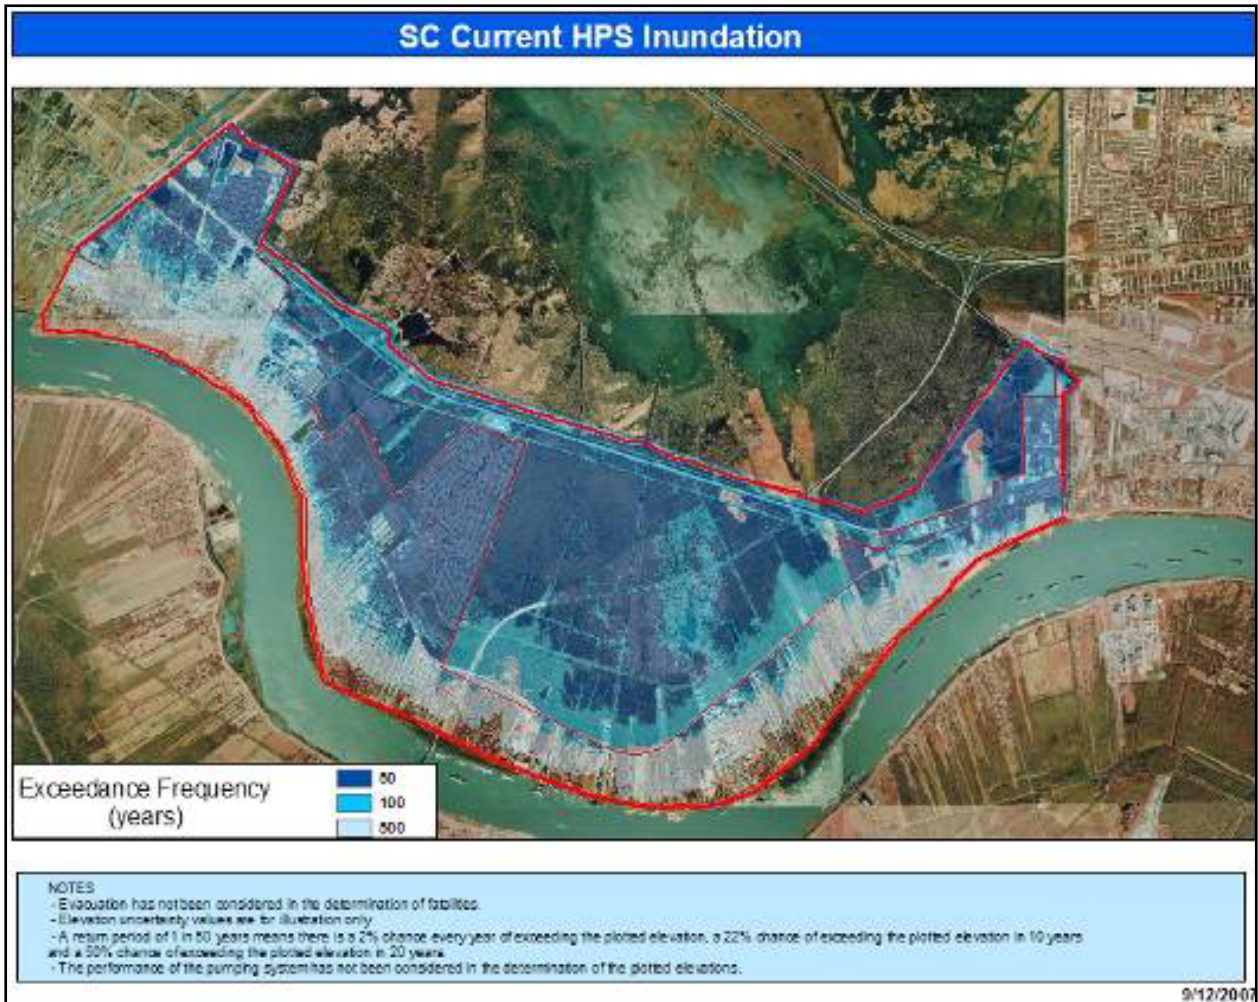 SC Current HPS Inundation
Exceedance Frequency
(years)
50
100
500
NOTES
- Evacuation has not been considered in the determination of fatalities.
- Elevation uncertainty values are for illustration only
- A return period of 1 in 50 years means there is a 2% chance every year of exceeding the plotted elevation, a 22% chance of exceeding the plotted elevation in 10 years
and a 50% chance of exceeding the plotted elevation in 20 years
- The performance of the pumping system has not been considered in the determination of the plotted elevations.
9/12/2007